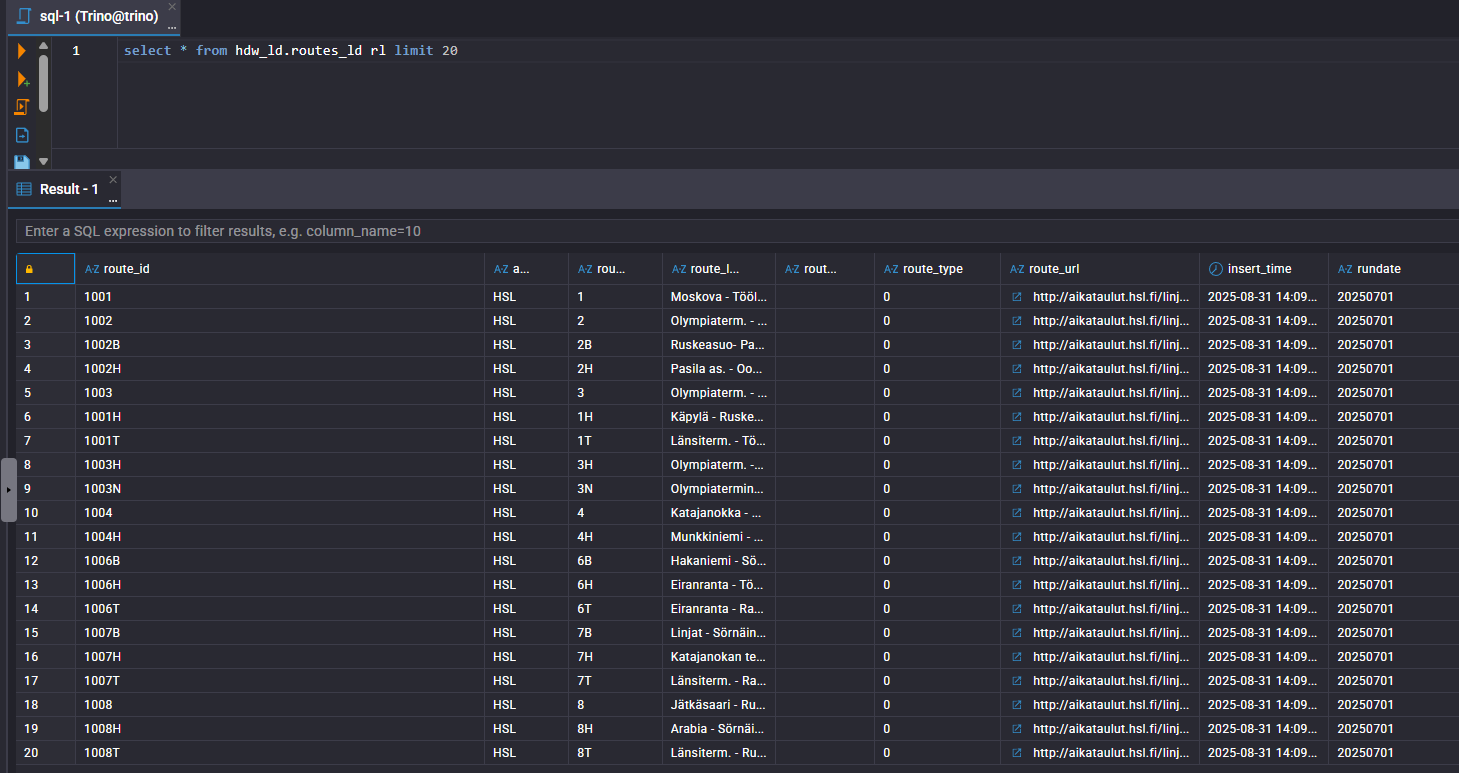 sql-1 (Trino@trino)
1 select * from hdw_ld.routes_ld rl limit 20
Result - 1
Enter a SQL expression to filter results, e.g. column_name=10
A-Z route_id A-Z a... A-Z rou... A-Z route_l... A-Z rout... A-Z route_type A-Z route_url insert_time A-Z rundate
1 1001 HSL 1 Moskova - Tööl... 0 http://aikataulut.hsl.fi/linj... 2025-08-31 14:09... 20250701
2 1002 HSL 2 Olympiaterm. - ... 0 http://aikataulut.hsl.fi/linj... 2025-08-31 14:09... 20250701
3 1002B HSL 2B Ruskeasuo- Pa... 0 http://aikataulut.hsl.fi/linj... 2025-08-31 14:09... 20250701
4 1002H HSL 2H Pasila as. - Oo... 0 http://aikataulut.hsl.fi/linj... 2025-08-31 14:09... 20250701
5 1003 HSL 3 Olympiaterm. - ... 0 http://aikataulut.hsl.fi/linj... 2025-08-31 14:09... 20250701
6 1001H HSL 1H Käpylä - Ruske... 0 http://aikataulut.hsl.fi/linj... 2025-08-31 14:09... 20250701
7 1001T HSL 1T Länsiterm. - Tö... 0 http://aikataulut.hsl.fi/linj... 2025-08-31 14:09... 20250701
8 1003H HSL 3H Olympiaterm. -... 0 http://aikataulut.hsl.fi/linj... 2025-08-31 14:09... 20250701
9 1003N HSL 3N Olympiatermin... 0 http://aikataulut.hsl.fi/linj... 2025-08-31 14:09... 20250701
10 1004 HSL 4 Katajanokka - ... 0 http://aikataulut.hsl.fi/linj... 2025-08-31 14:09... 20250701
11 1004H HSL 4H Munkkiniemi - ... 0 http://aikataulut.hsl.fi/linj... 2025-08-31 14:09... 20250701
12 1006B HSL 6B Hakaniemi - Sö... 0 http://aikataulut.hsl.fi/linj... 2025-08-31 14:09... 20250701
13 1006H HSL 6H Eiranranta - Tö... 0 http://aikataulut.hsl.fi/linj... 2025-08-31 14:09... 20250701
14 1006T HSL 6T Eiranranta - Ra... 0 http://aikataulut.hsl.fi/linj... 2025-08-31 14:09... 20250701
15 1007B HSL 7B Linjat - Sörnäin... 0 http://aikataulut.hsl.fi/linj... 2025-08-31 14:09... 20250701
16 1007H HSL 7H Katajanokan te... 0 http://aikataulut.hsl.fi/linj... 2025-08-31 14:09... 20250701
17 1007T HSL 7T Länsiterm. - Ra... 0 http://aikataulut.hsl.fi/linj... 2025-08-31 14:09... 20250701
18 1008 HSL 8 Jätkäsaari - Ru... 0 http://aikataulut.hsl.fi/linj... 2025-08-31 14:09... 20250701
19 1008H HSL 8H Arabia - Sörnäi... 0 http://aikataulut.hsl.fi/linj... 2025-08-31 14:09... 20250701
20 1008T HSL 8T Länsiterm. - Ru... 0 http://aikataulut.hsl.fi/linj... 2025-08-31 14:09... 20250701